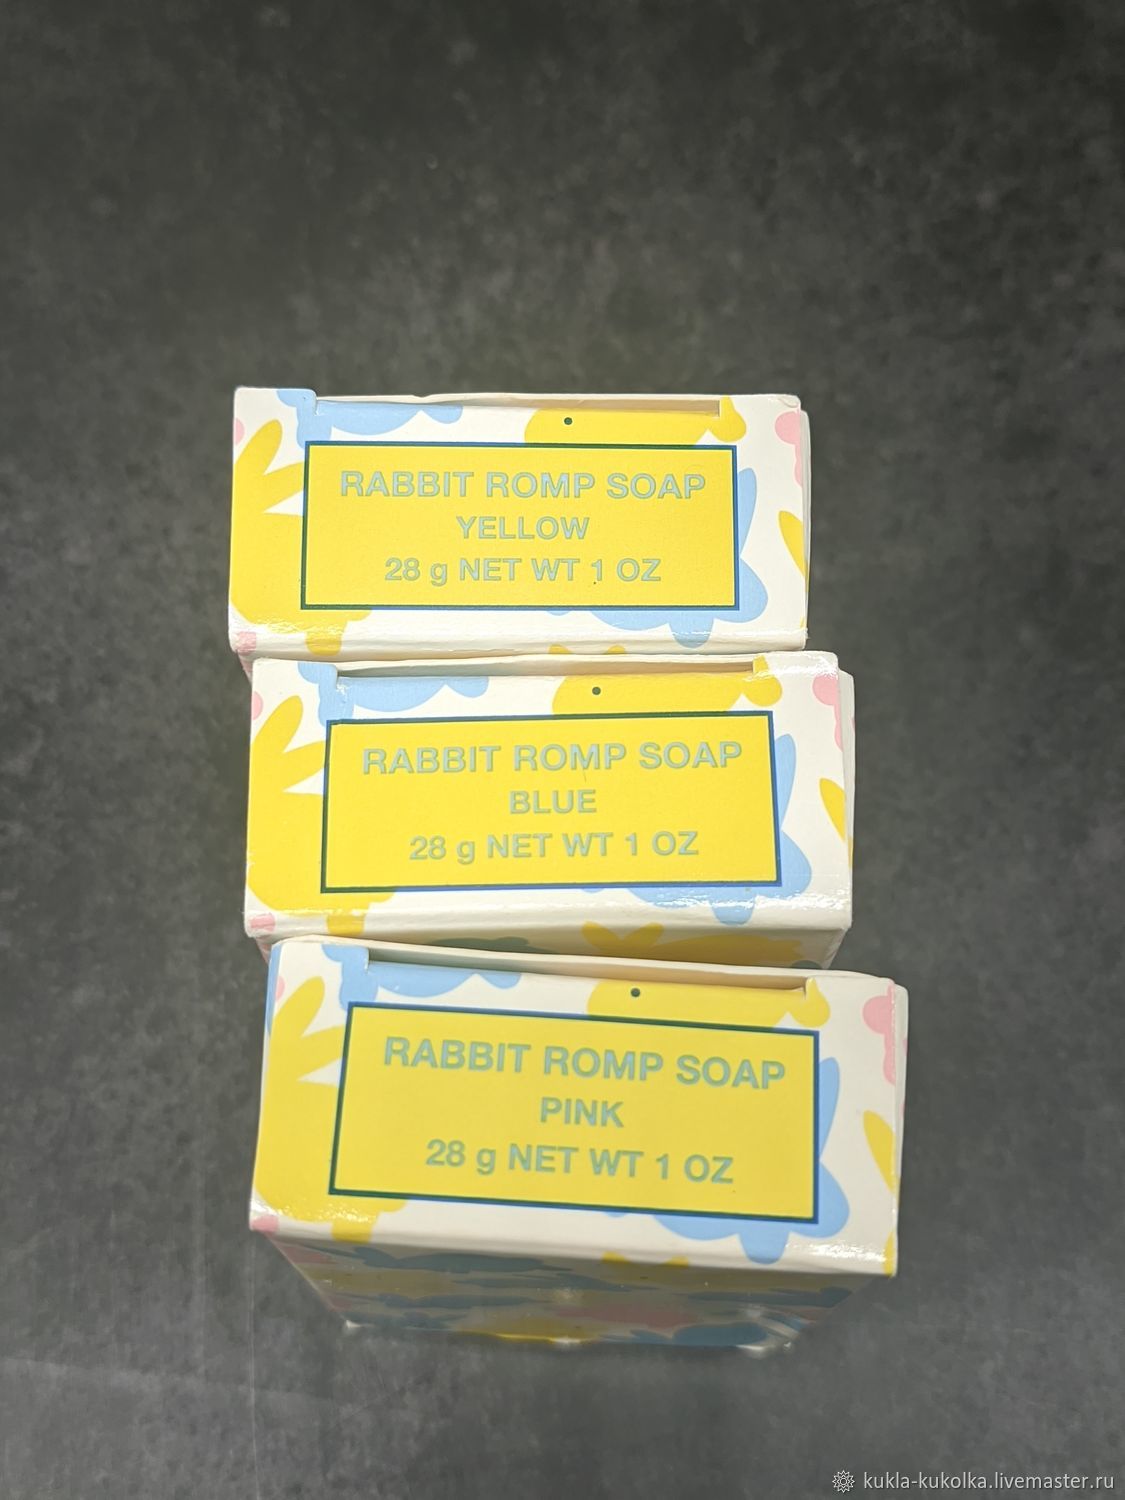 RABBIT ROMP SOAP
YELLOW
28 g NET WT 1 OZ
RABBIT ROMP SOAP
BLUE
28 g NET WT 1 OZ
RABBIT ROMP SOAP
PINK
28 g NET WT 1 OZ
kukla-kukolka.livemaster.ru